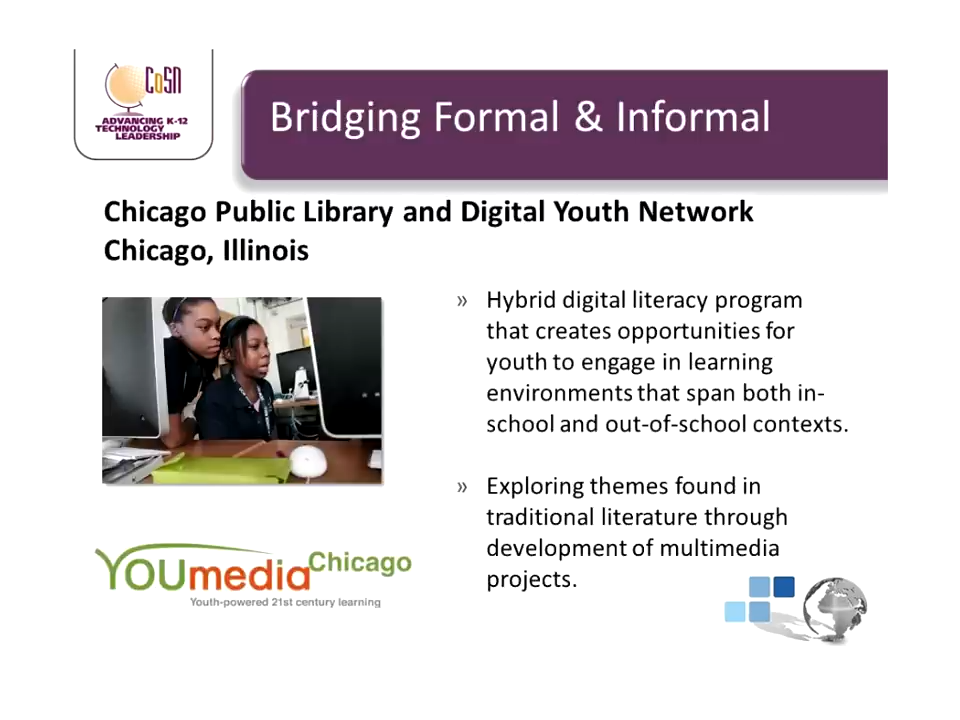 CoSN
ADVANCING K-12
TECHNOLOGY
LEADERSHIP
Bridging Formal & Informal
Chicago Public Library and Digital Youth Network
Chicago, Illinois
» Hybrid digital literacy program
that creates opportunities for
youth to engage in learning
environments that span both in-
school and out-of-school contexts.
» Exploring themes found in
traditional literature through
development of multimedia
projects.
YOUmediaChicago
Youth-powered 21st century learning